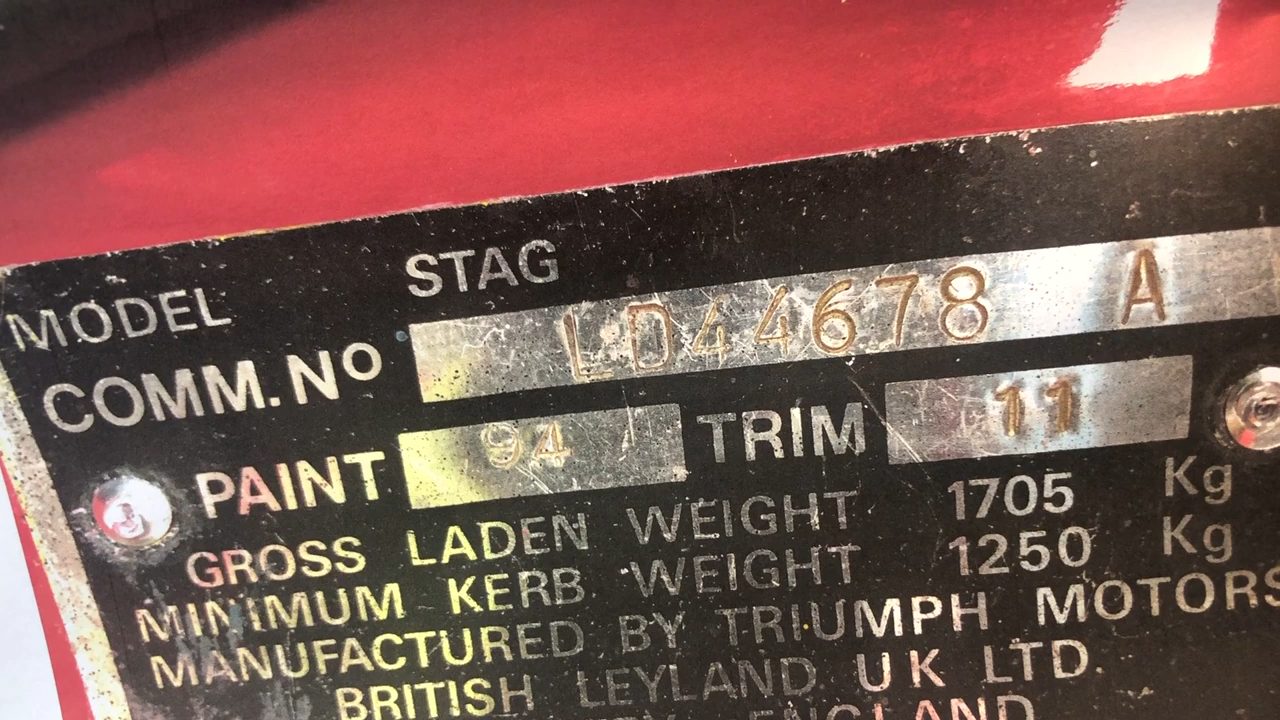 MODEL STAG
COMM. No LD44678 A
PAINT 94 TRIM 11
GROSS LADEN WEIGHT 1705 Kg
MINIMUM KERB WEIGHT 1250 Kg
MANUFACTURED BY TRIUMPH MOTORS
BRITISH LEYLAND UK LTD.
ENGLAND